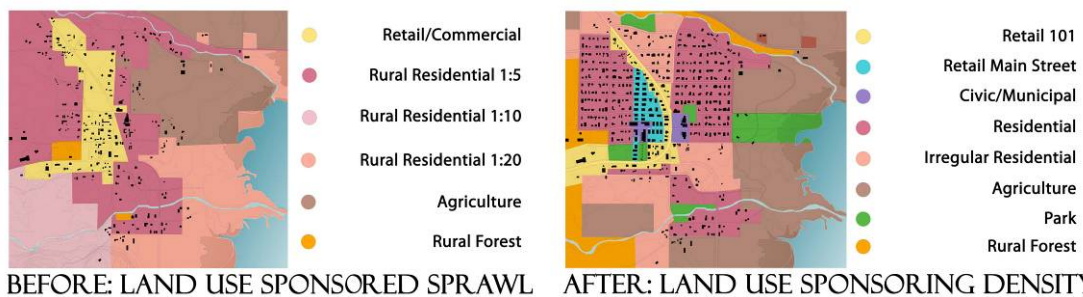 Retail/Commercial
Rural Residential 1:5
Rural Residential 1:10
Rural Residential 1:20
Agriculture
Rural Forest
BEFORE: LAND USE SPONSORED SPRAWL
Retail 101
Retail Main Street
Civic/Municipal
Residential
Irregular Residential
Agriculture
Park
Rural Forest
AFTER: LAND USE SPONSORING DENSITY